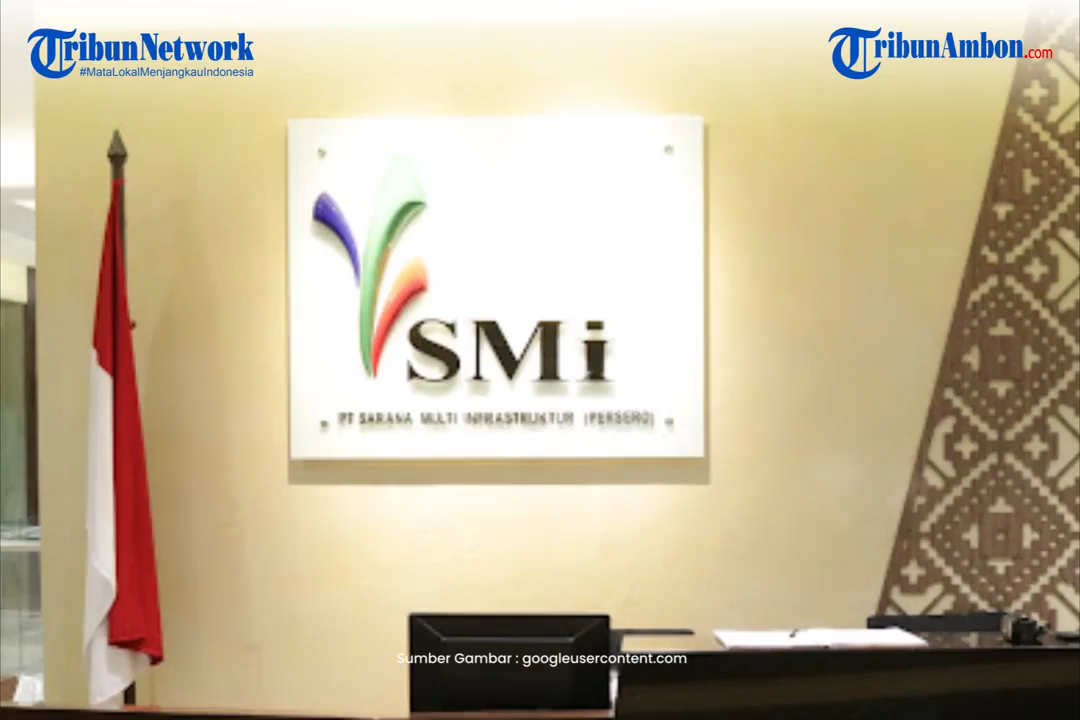 TribunNetwork
#MataLokalMenjangkauIndonesia
TribunAmbon.com
SMi
PT SARANA MULTI INFRASTRUKTUR (PERSERO)
Sumber Gambar : googleusercontent.com